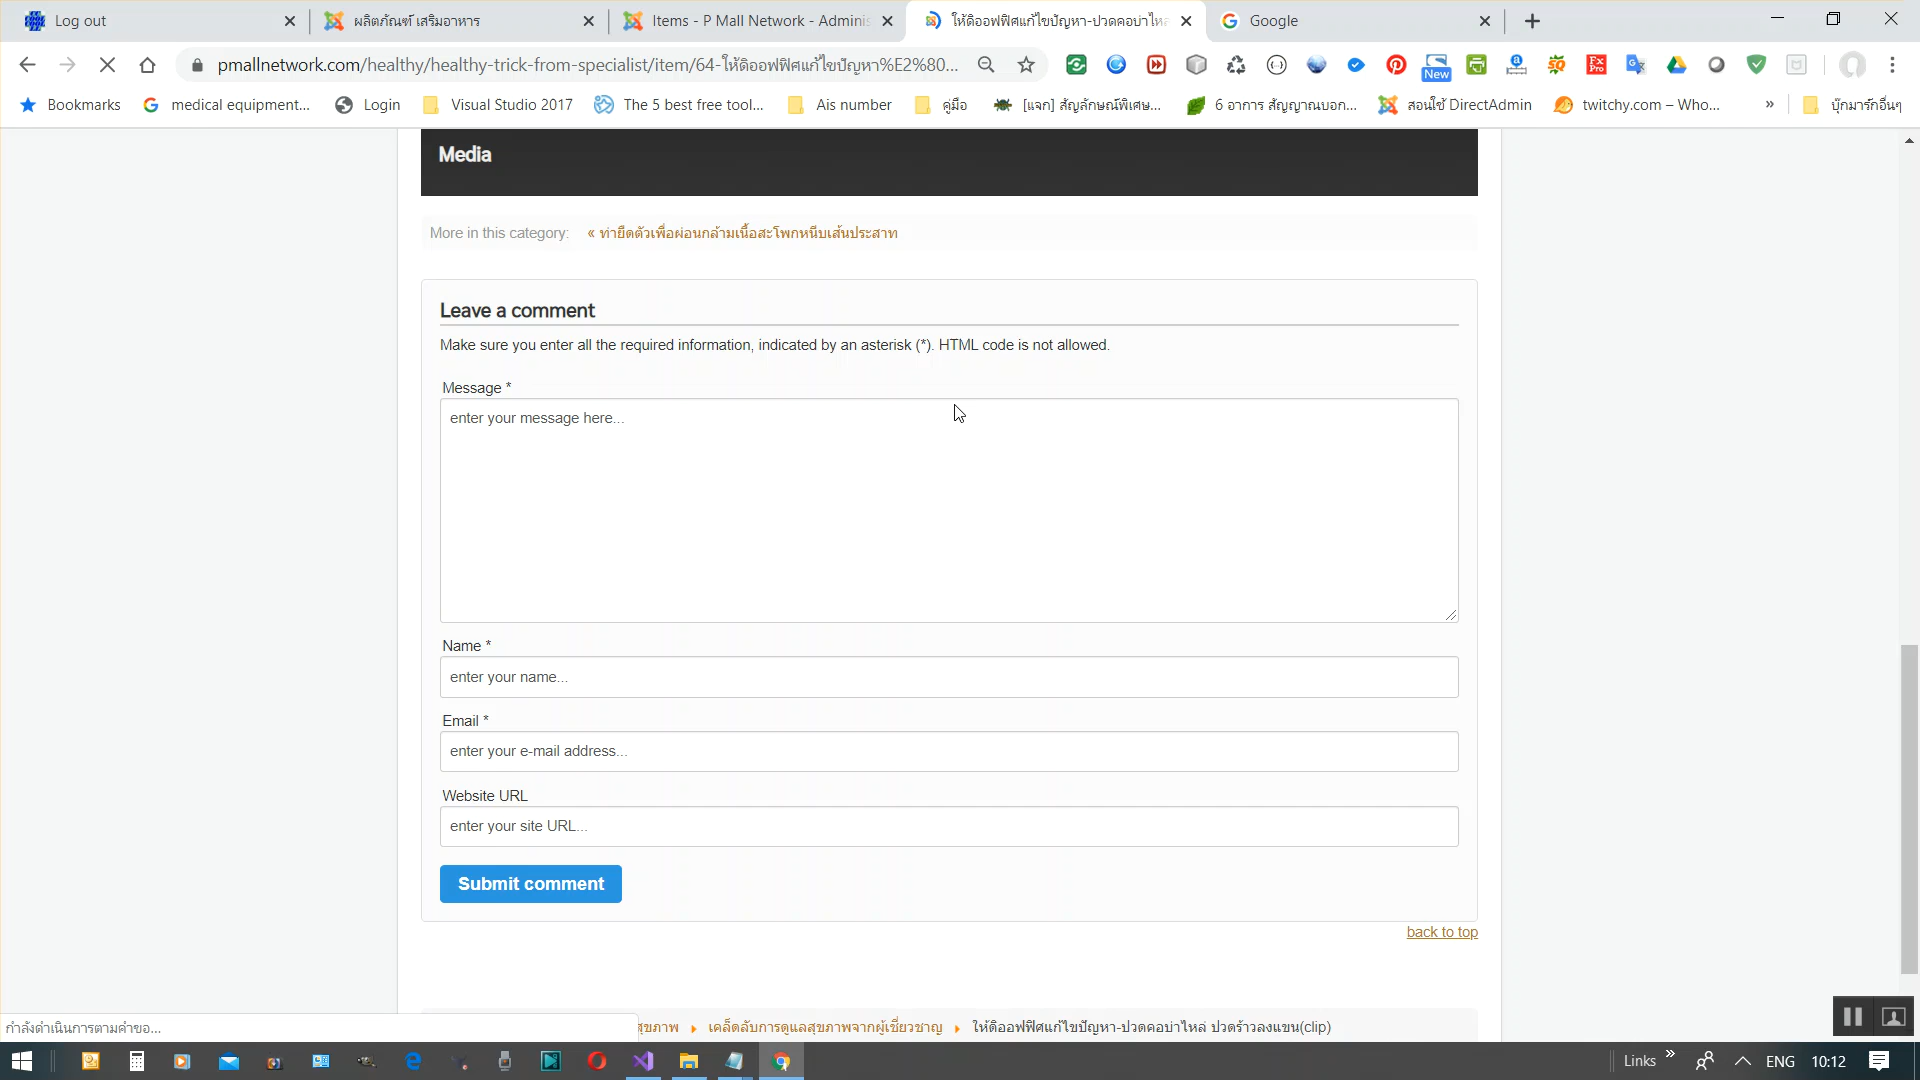 Log out
ผลิตภัณฑ์ เสริมอาหาร
Items - P Mall Network - Adminis
ให้ดิออฟฟิศแก้ไขปัญหา-ปวดคอบ่าไหล
Google
pmallnetwork.com/healthy/healthy-trick-from-specialist/item/64-ให้ดิออฟฟิศแก้ไขปัญหา%E2%80...
New
Bookmarks
medical equipment...
Login
Visual Studio 2017
The 5 best free tool...
Ais number
คู่มือ
[แจก] สัญลักษณ์พิเศษ...
6 อาการ สัญญาณบอก...
สอนใช้ DirectAdmin
twitchy.com – Who...
»
บุ๊กมาร์กอื่นๆ
Media
More in this category: « ท่ายืดตัวเพื่อผ่อนกล้ามเนื้อสะโพกหนีบเส้นประสาท
Leave a comment
Make sure you enter all the required information, indicated by an asterisk (*). HTML code is not allowed.
Message *
enter your message here...
Name *
enter your name...
Email *
enter your e-mail address...
Website URL
enter your site URL...
Submit comment
back to top
กำลังดำเนินการตามคำขอ...
สุขภาพ
เคล็ดลับการดูแลสุขภาพจากผู้เชี่ยวชาญ
ให้ดิออฟฟิศแก้ไขปัญหา-ปวดคอบ่าไหล่ ปวดร้าวลงแขน(clip)
Links »
ENG
10:12